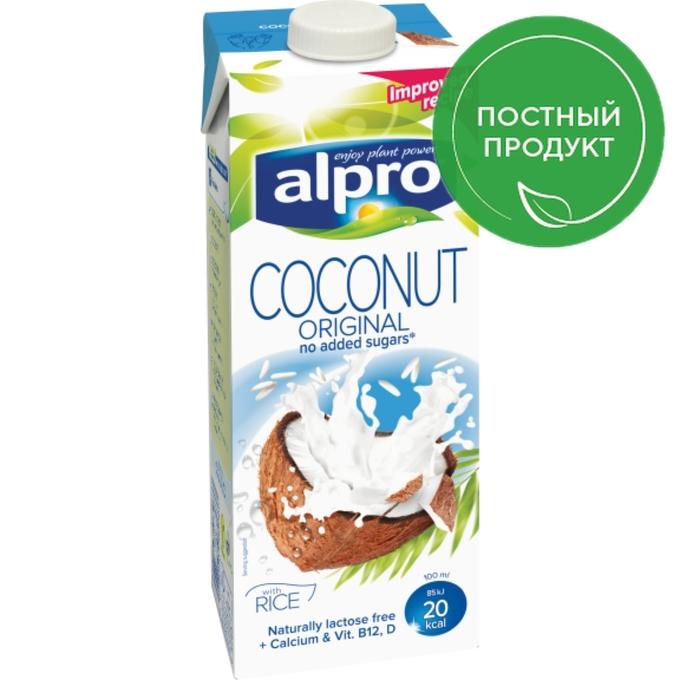 Improved
ПОСТНЫЙ
ПРОДУКТ
enjoy plant power
alpro
COCONUT
ORIGINAL
no added sugars*
with
RICE
100 ml
85 kJ
20
kcal
Naturally lactose free
+ Calcium & Vit. B12, D